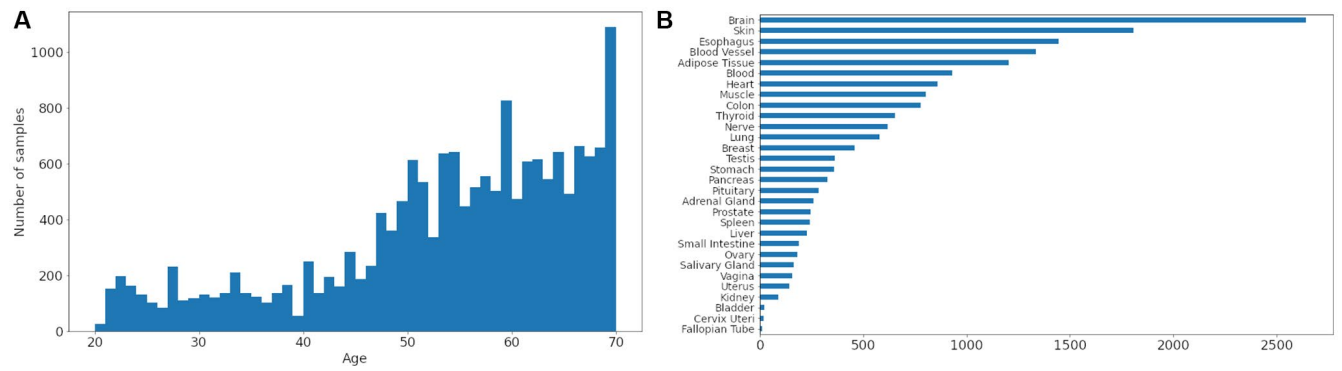 A
1000
800
600
400
200
0
Number of samples
20 30 40 50 60 70
Age
B
Brain
Skin
Esophagus
Blood Vessel
Adipose Tissue
Blood
Heart
Muscle
Colon
Thyroid
Nerve
Lung
Breast
Testis
Stomach
Pancreas
Pituitary
Adrenal Gland
Prostate
Spleen
Liver
Small Intestine
Ovary
Salivary Gland
Vagina
Uterus
Kidney
Bladder
Cervix Uteri
Fallopian Tube
0 500 1000 1500 2000 2500